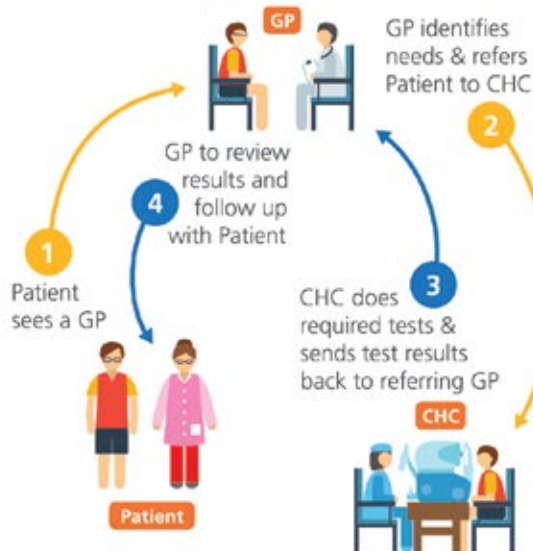 GP
GP identifies
needs & refers
Patient to CHC
2
GP to review
results and
follow up
with Patient
4
1
Patient
sees a GP
3
CHC does
required tests &
sends test results
back to referring GP
CHC
Patient